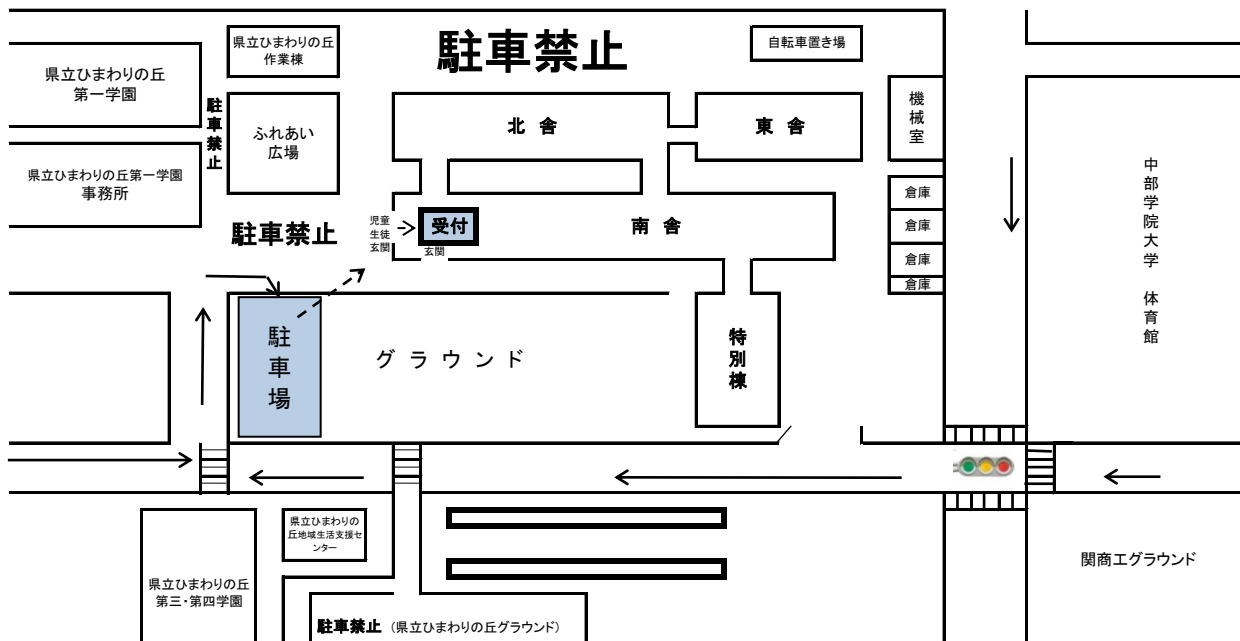 県立ひまわりの丘
作業棟
駐車禁止
自転車置き場
県立ひまわりの丘
第一学園
駐車禁止
ふれあい
広場
北 舎
東 舎
機械室
県立ひまわりの丘第一学園
事務所
中部学院大学 体育館
倉庫
倉庫
倉庫
倉庫
駐車禁止
児童
生徒
玄関
受付
玄関
南 舎
駐車場
グ ラ ウ ン ド
特別棟
県立ひまわりの
丘地域生活支援セ
ンター
県立ひまわりの丘
第三・第四学園
関商工グラウンド
駐車禁止 (県立ひまわりの丘グラウンド)